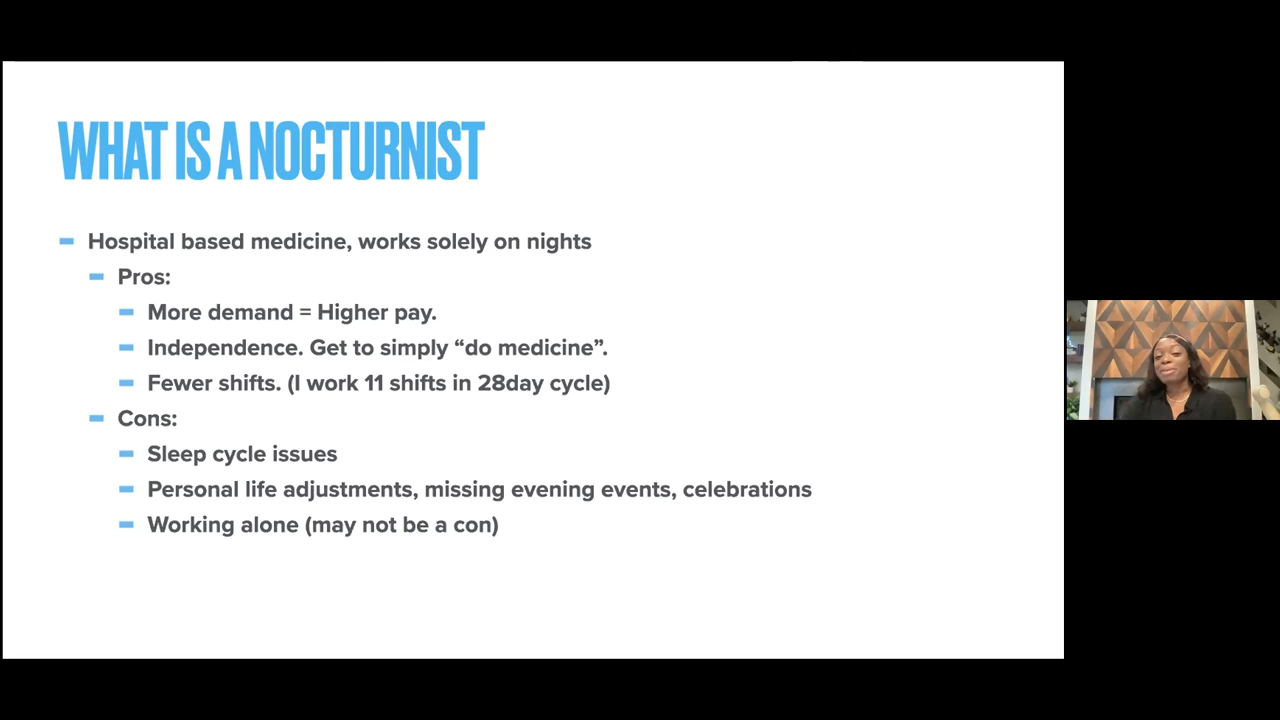 WHAT IS A NOCTURNIST
Hospital based medicine, works solely on nights
Pros:
More demand = Higher pay.
Independence. Get to simply “do medicine”.
Fewer shifts. (I work 11 shifts in 28day cycle)
Cons:
Sleep cycle issues
Personal life adjustments, missing evening events, celebrations
Working alone (may not be a con)